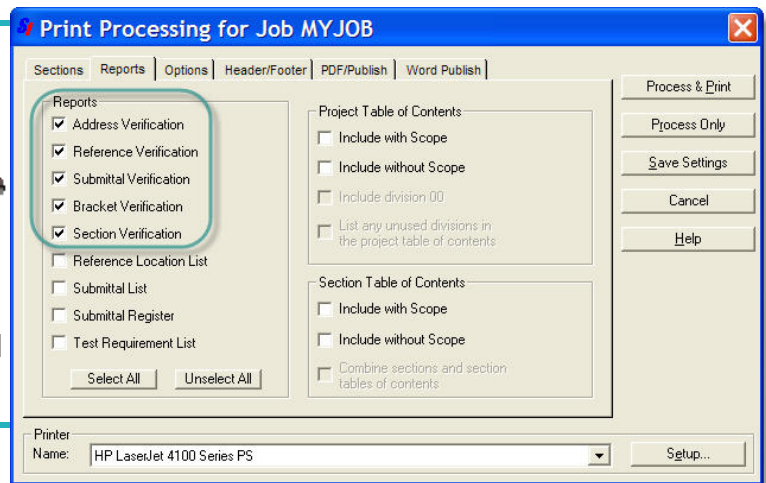 Print Processing for Job MYJOB
Sections Reports Options Header/Footer PDF/Publish Word Publish
Reports
Address Verification
Reference Verification
Submittal Verification
Bracket Verification
Section Verification
Reference Location List
Submittal List
Submittal Register
Test Requirement List
Select All Unselect All
Project Table of Contents
Include with Scope
Include without Scope
Include division 00
List any unused divisions in
the project table of contents
Section Table of Contents
Include with Scope
Include without Scope
Combine sections and section
tables of contents
Process & Print
Process Only
Save Settings
Cancel
Help
Printer
Name: HP LaserJet 4100 Series PS
Setup...